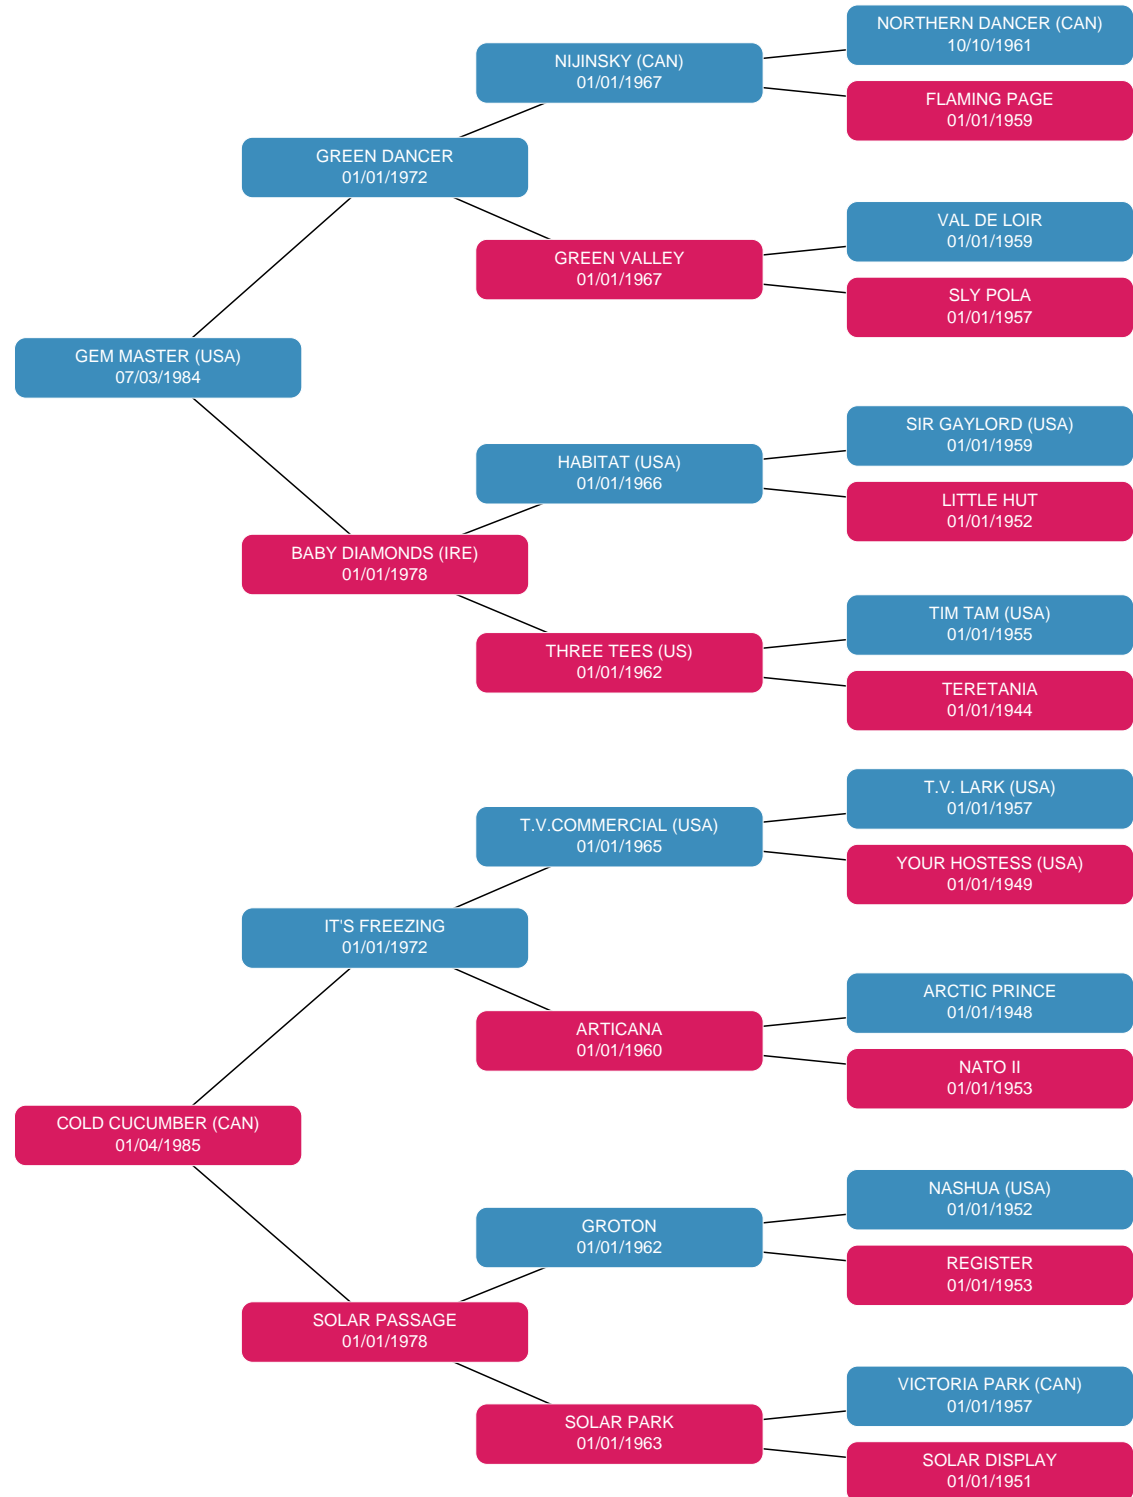 NORTHERN DANCER (CAN)
10/10/1961
NIJINSKY (CAN)
01/01/1967
FLAMING PAGE
01/01/1959
GREEN DANCER
01/01/1972
VAL DE LOIR
01/01/1959
GREEN VALLEY
01/01/1967
SLY POLA
01/01/1957
GEM MASTER (USA)
07/03/1984
SIR GAYLORD (USA)
01/01/1959
HABITAT (USA)
01/01/1966
LITTLE HUT
01/01/1952
BABY DIAMONDS (IRE)
01/01/1978
TIM TAM (USA)
01/01/1955
THREE TEES (US)
01/01/1962
TERETANIA
01/01/1944
T.V. LARK (USA)
01/01/1957
T.V.COMMERCIAL (USA)
01/01/1965
YOUR HOSTESS (USA)
01/01/1949
IT'S FREEZING
01/01/1972
ARCTIC PRINCE
01/01/1948
ARTICANA
01/01/1960
NATO II
01/01/1953
COLD CUCUMBER (CAN)
01/04/1985
NASHUA (USA)
01/01/1952
GROTON
01/01/1962
REGISTER
01/01/1953
SOLAR PASSAGE
01/01/1978
VICTORIA PARK (CAN)
01/01/1957
SOLAR PARK
01/01/1963
SOLAR DISPLAY
01/01/1951